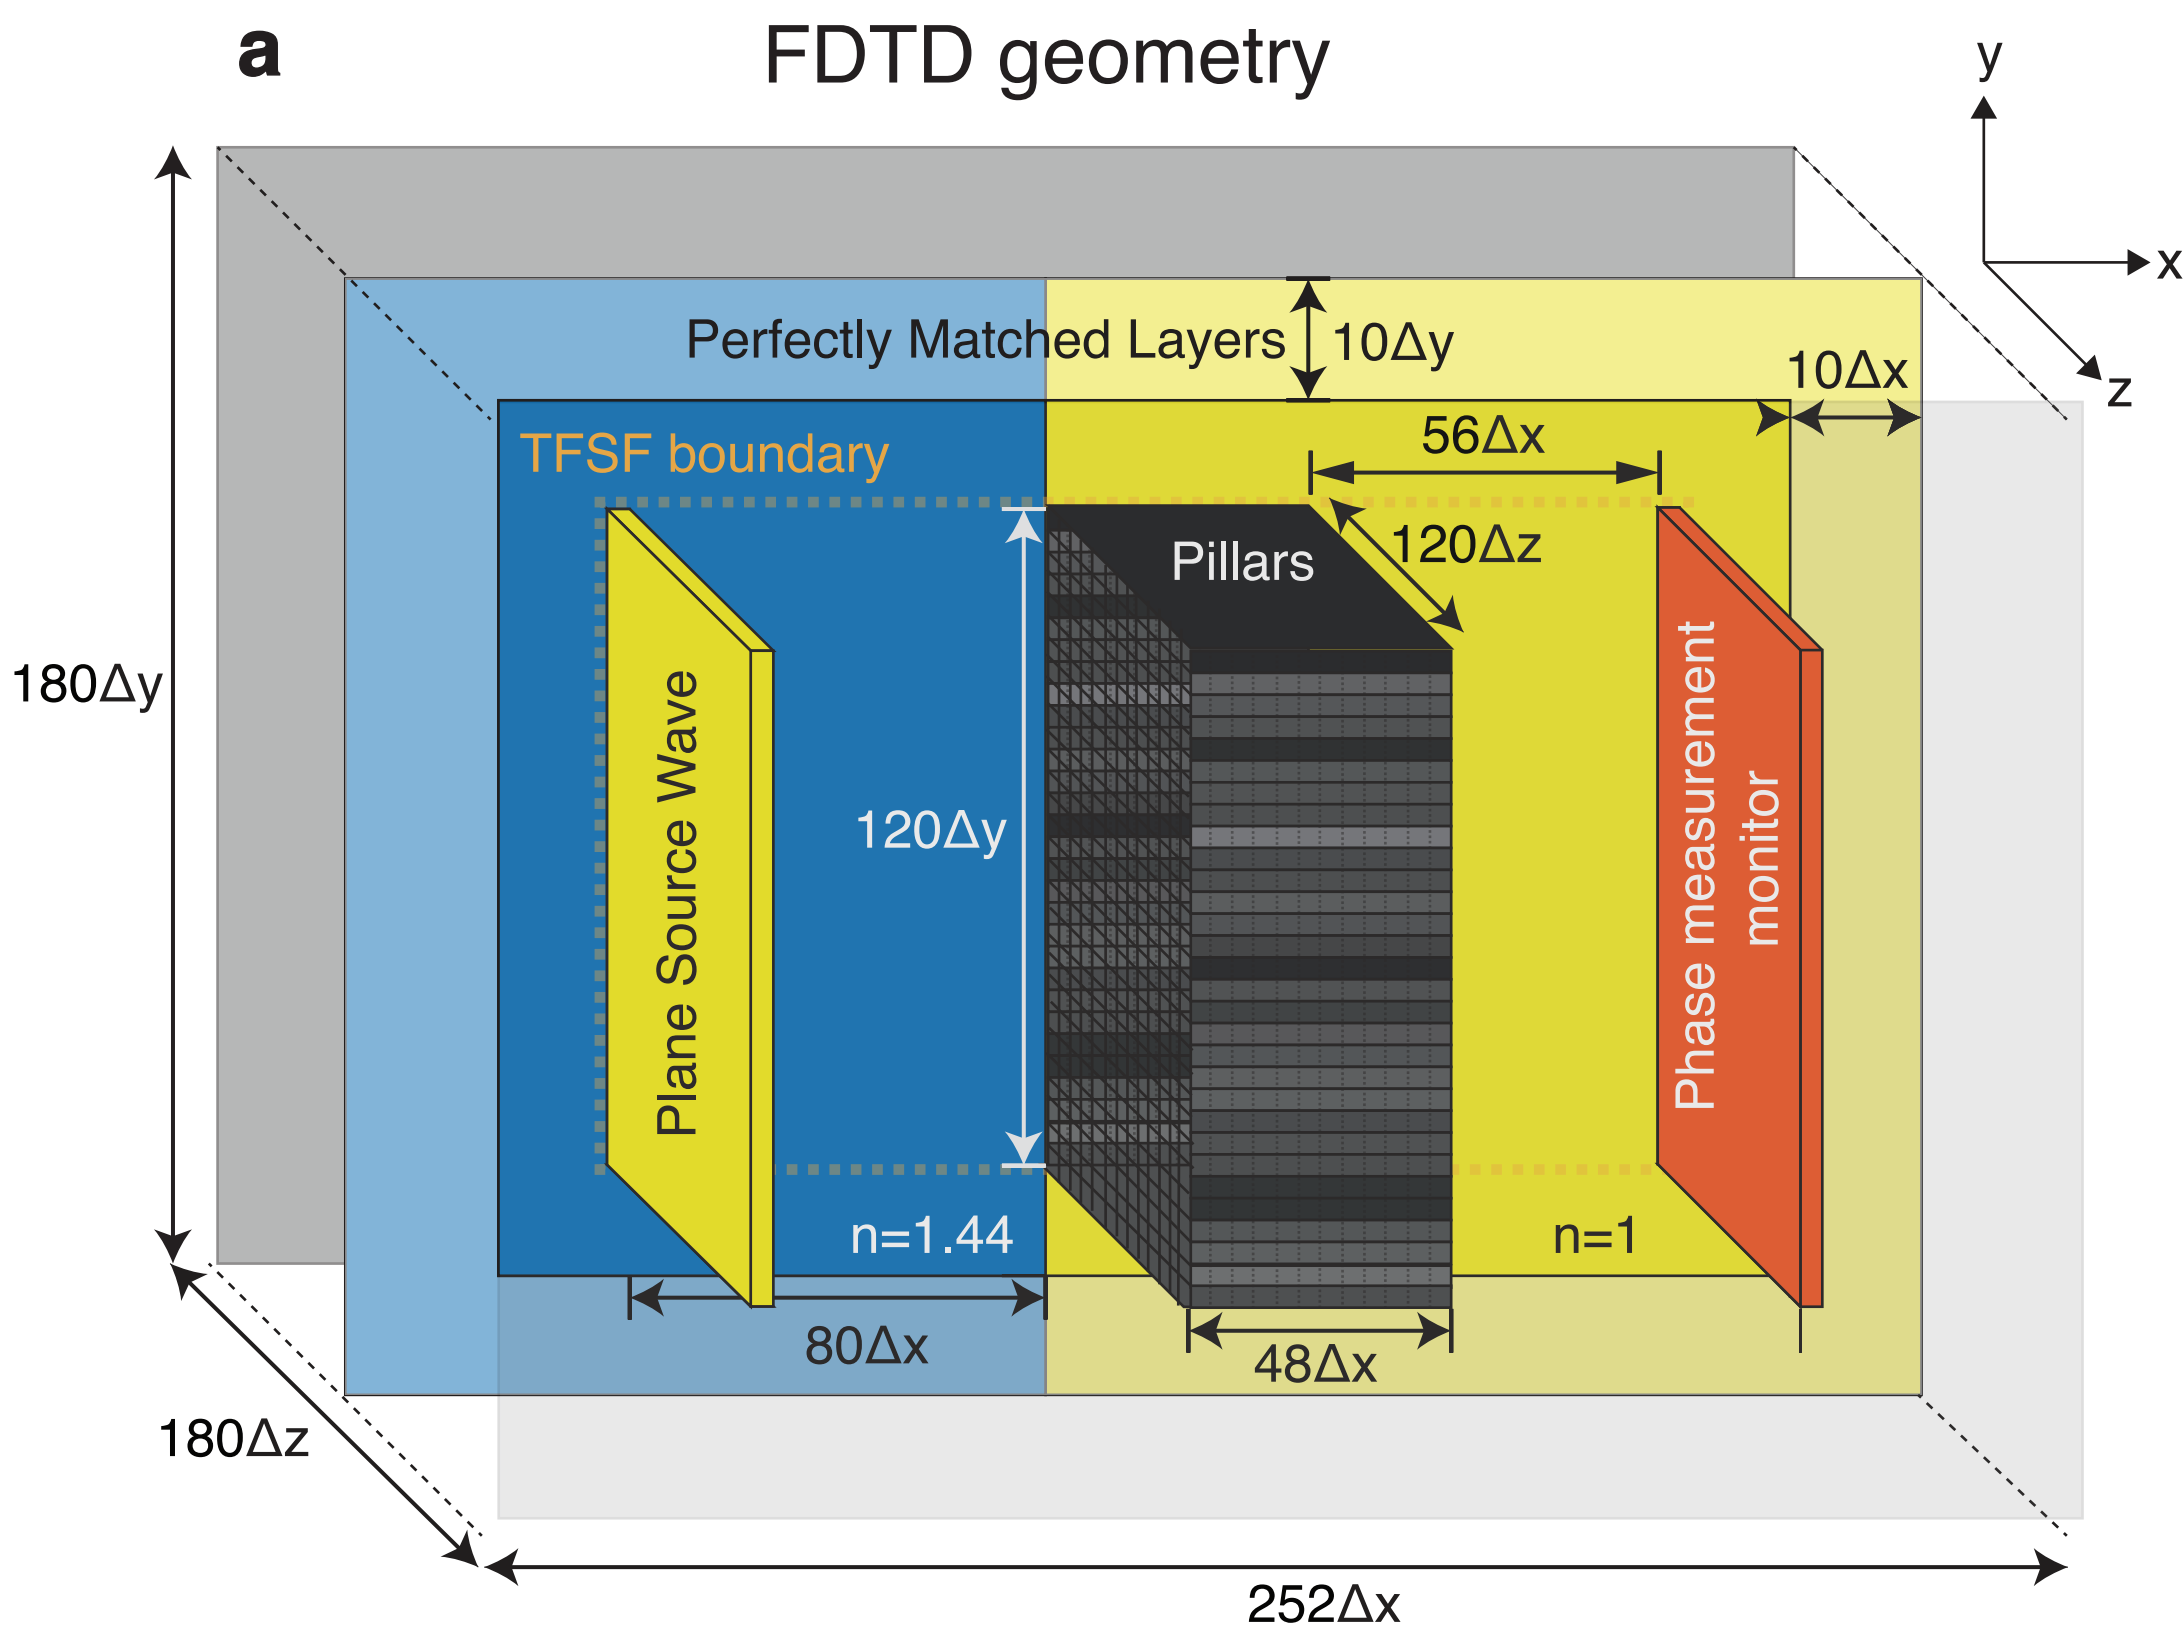 a
FDTD geometry
y
x
z
Perfectly Matched Layers
10Δy
10Δx
56Δx
TFSF boundary
Pillars
120Δz
180Δy
Plane Source Wave
120Δy
Phase measurement
monitor
n=1.44
n=1
80Δx
48Δx
180Δz
252Δx